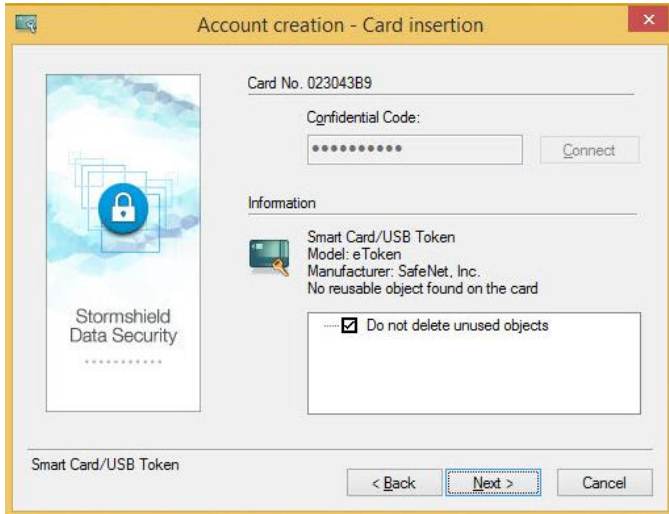 Account creation - Card insertion
Card No. 023043B9
Confidential Code:
••••••••••
Connect
Information
Smart Card/USB Token
Model: eToken
Manufacturer: SafeNet, Inc.
No reusable object found on the card
Do not delete unused objects
Stormshield
Data Security
Smart Card/USB Token
< Back
Next >
Cancel